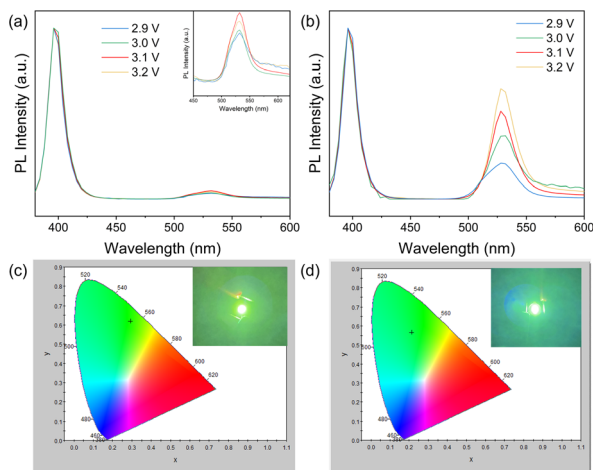 (a)
2.9 V
3.0 V
3.1 V
3.2 V
PL Intensity (a.u.)
450 500 550 600
Wavelength (nm)
PL Intensity (a.u.)
400 450 500 550 600
Wavelength (nm)
(b)
2.9 V
3.0 V
3.1 V
3.2 V
PL Intensity (a.u.)
400 450 500 550 600
Wavelength (nm)
(c)
0.9
0.8
0.7
0.6
0.5
0.4
0.3
0.2
0.1
0.0
y
520
540
560
580
600
620
500
480
460
0.0 0.1 0.2 0.3 0.4 0.5 0.6 0.7 0.8 0.9 1.0 1.1
x
(d)
0.9
0.8
0.7
0.6
0.5
0.4
0.3
0.2
0.1
0.0
y
520
540
560
580
600
620
500
480
460
0.0 0.1 0.2 0.3 0.4 0.5 0.6 0.7 0.8 0.9 1.0 1.1
x